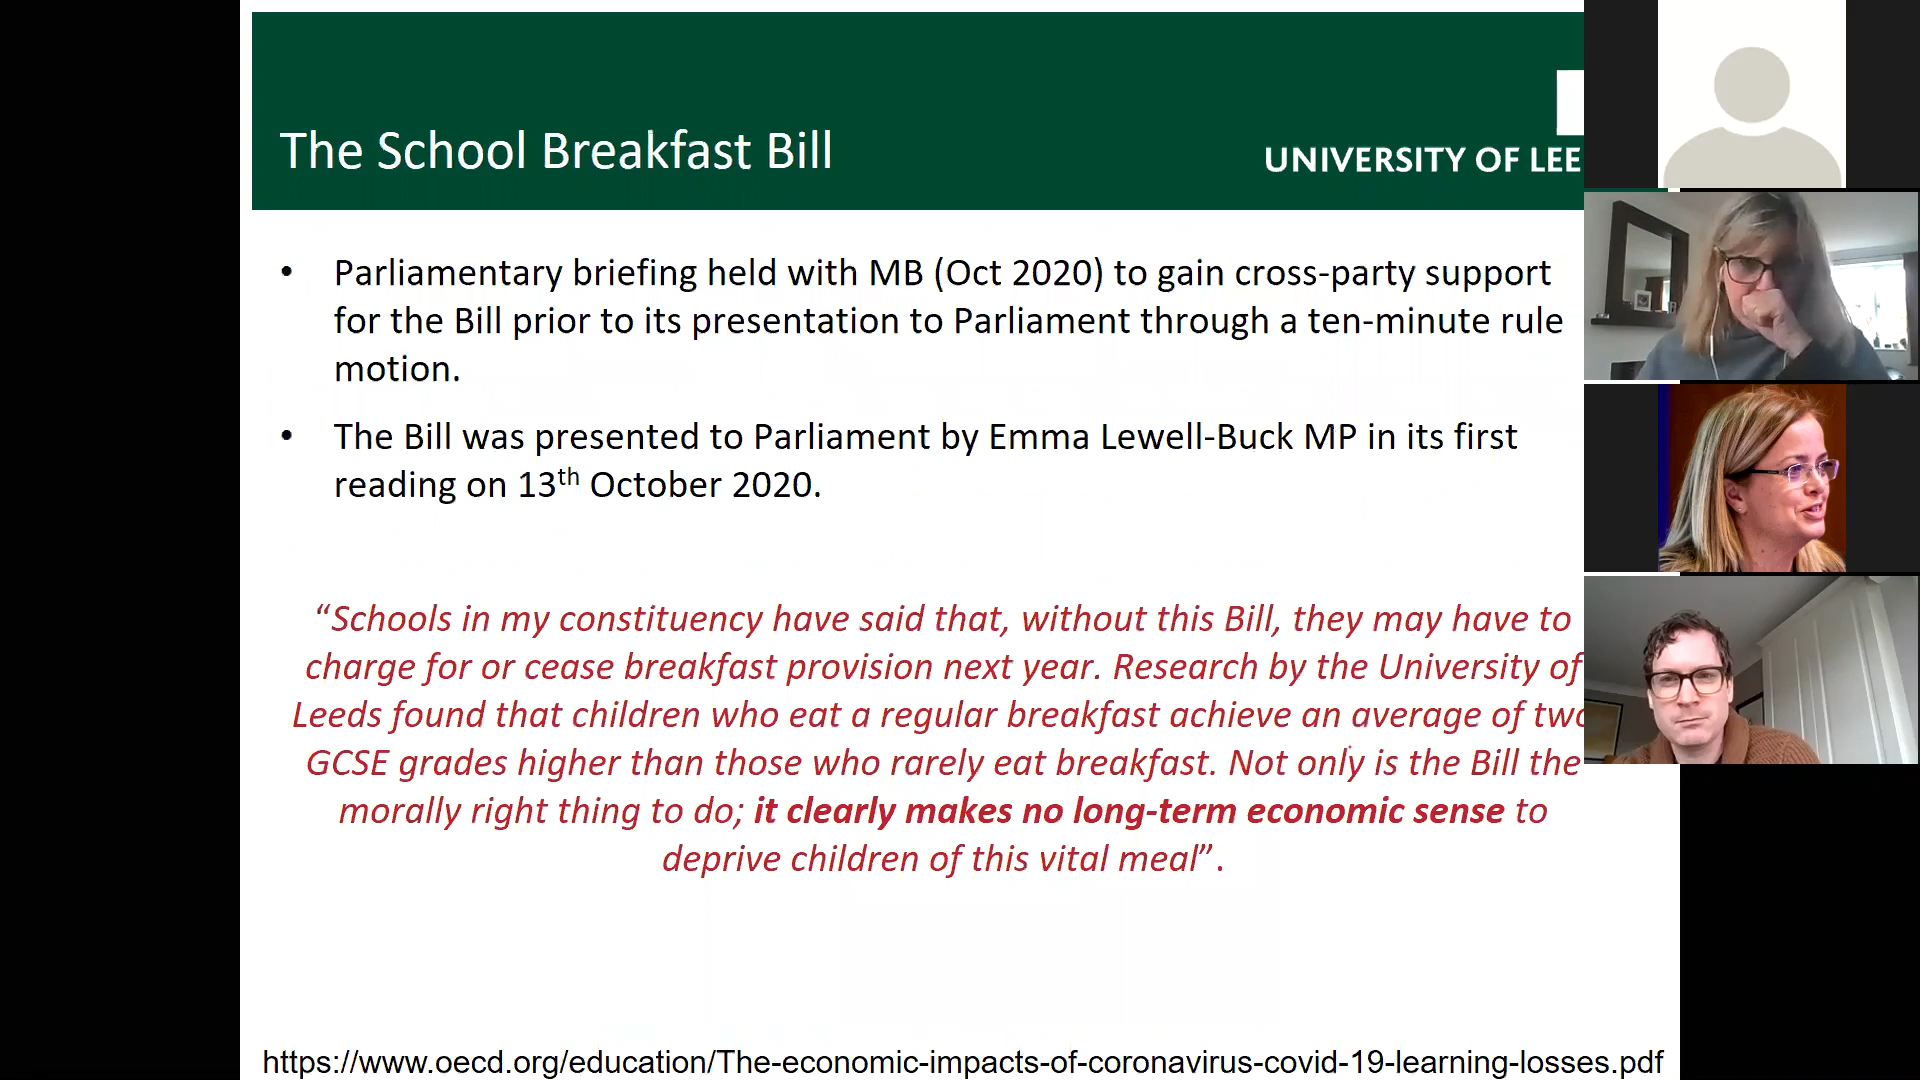 The School Breakfast Bill
UNIVERSITY OF LEE
• Parliamentary briefing held with MB (Oct 2020) to gain cross-party support
for the Bill prior to its presentation to Parliament through a ten-minute rule
motion.
• The Bill was presented to Parliament by Emma Lewell-Buck MP in its first
reading on 13th October 2020.
“Schools in my constituency have said that, without this Bill, they may have to
charge for or cease breakfast provision next year. Research by the University of
Leeds found that children who eat a regular breakfast achieve an average of two
GCSE grades higher than those who rarely eat breakfast. Not only is the Bill the
morally right thing to do; it clearly makes no long-term economic sense to
deprive children of this vital meal”.
https://www.oecd.org/education/The-economic-impacts-of-coronavirus-covid-19-learning-losses.pdf